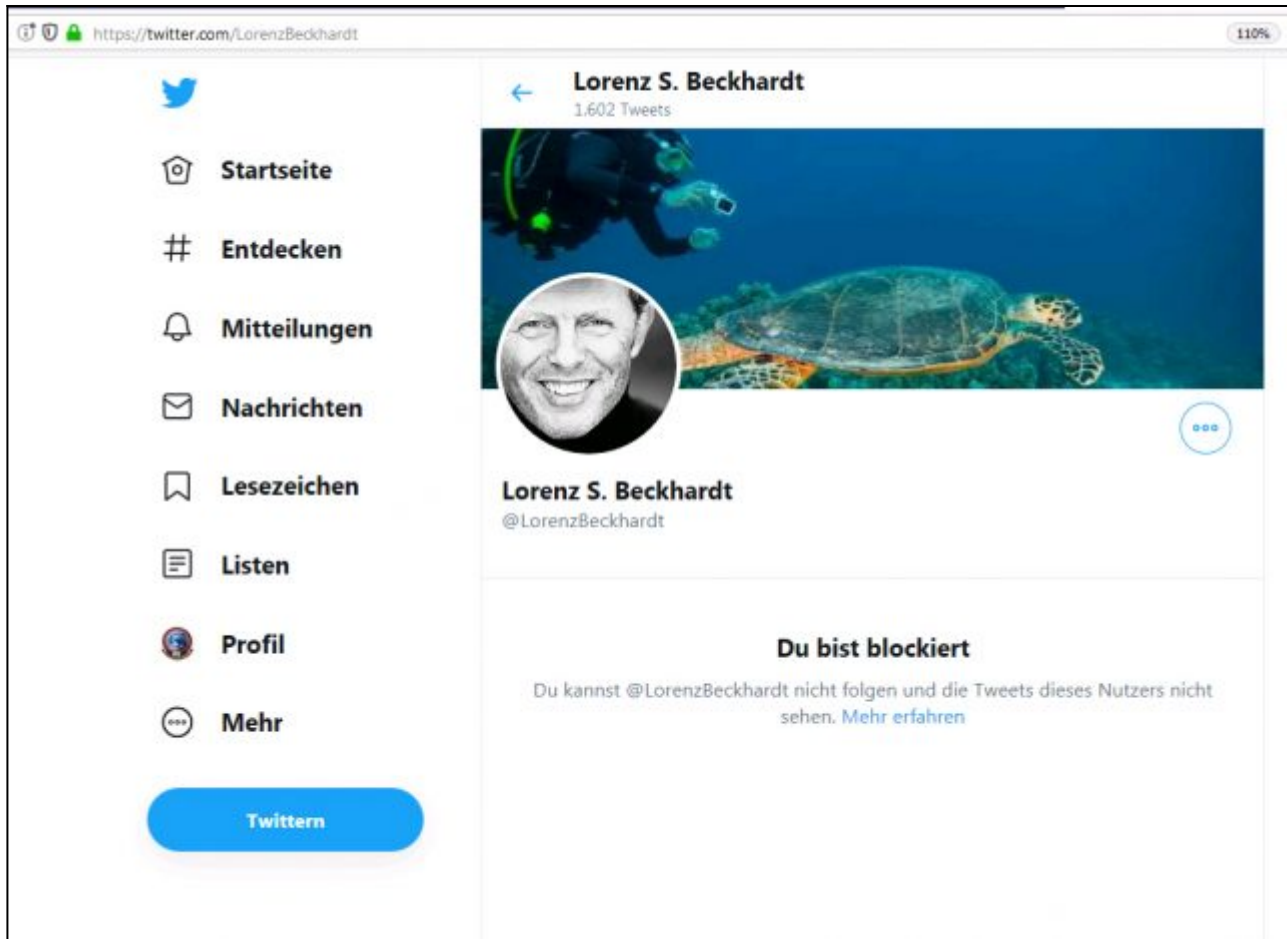 https://twitter.com/LorenzBeckhardt
110%
Lorenz S. Beckhardt
1.602 Tweets
Startseite
Entdecken
Mitteilungen
Nachrichten
Lesezeichen
Listen
Profil
Mehr
Twittern
Lorenz S. Beckhardt
@LorenzBeckhardt
Du bist blockiert
Du kannst @LorenzBeckhardt nicht folgen und die Tweets dieses Nutzers nicht
sehen. Mehr erfahren